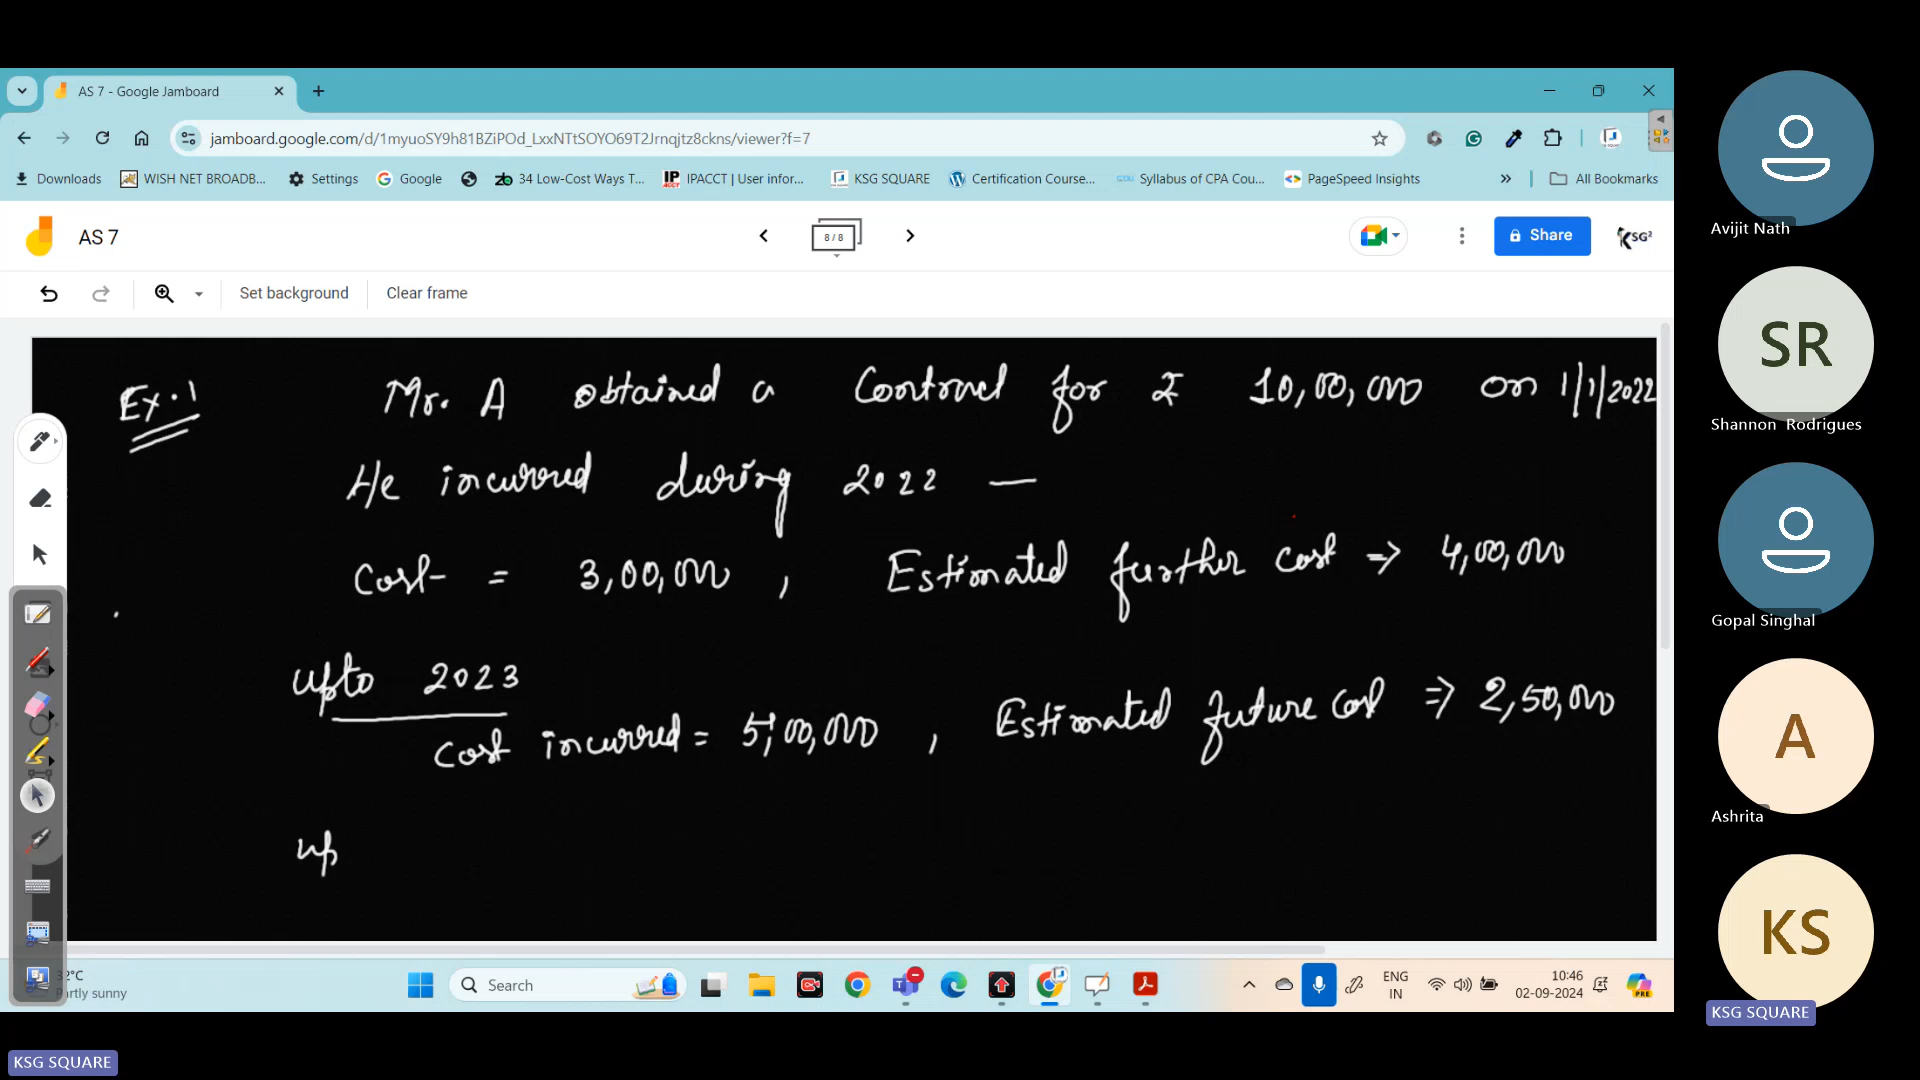 AS 7 - Google Jamboard
jamboard.google.com/d/1myuoSY9h81BZiPOd_LxxNTtSOYO69T2Jrnqjtz8ckns/viewer?f=7
Downloads WISH NET BROADB... Settings Google 34 Low-Cost Ways T... IPACCT | User infor... KSG SQUARE Certification Course... Syllabus of CPA Cou... PageSpeed Insights » All Bookmarks
AS 7
8 / 8
Share
KSG²
Set background Clear frame
Ex. 1 Mr. A obtained a Contract for ₹ 10,00,000 on 1/1/2022
He incurred during 2022 —
Cost = 3,00,000 , Estimated further cost => 4,00,000
upto 2023
Cost incurred = 5,00,000 , Estimated future cost => 2,50,000
up
32°C
Partly sunny
Search
ENG
IN
10:46
02-09-2024
Avijit Nath
SR
Shannon Rodrigues
Gopal Singhal
A
Ashrita
KS
KSG SQUARE
KSG SQUARE